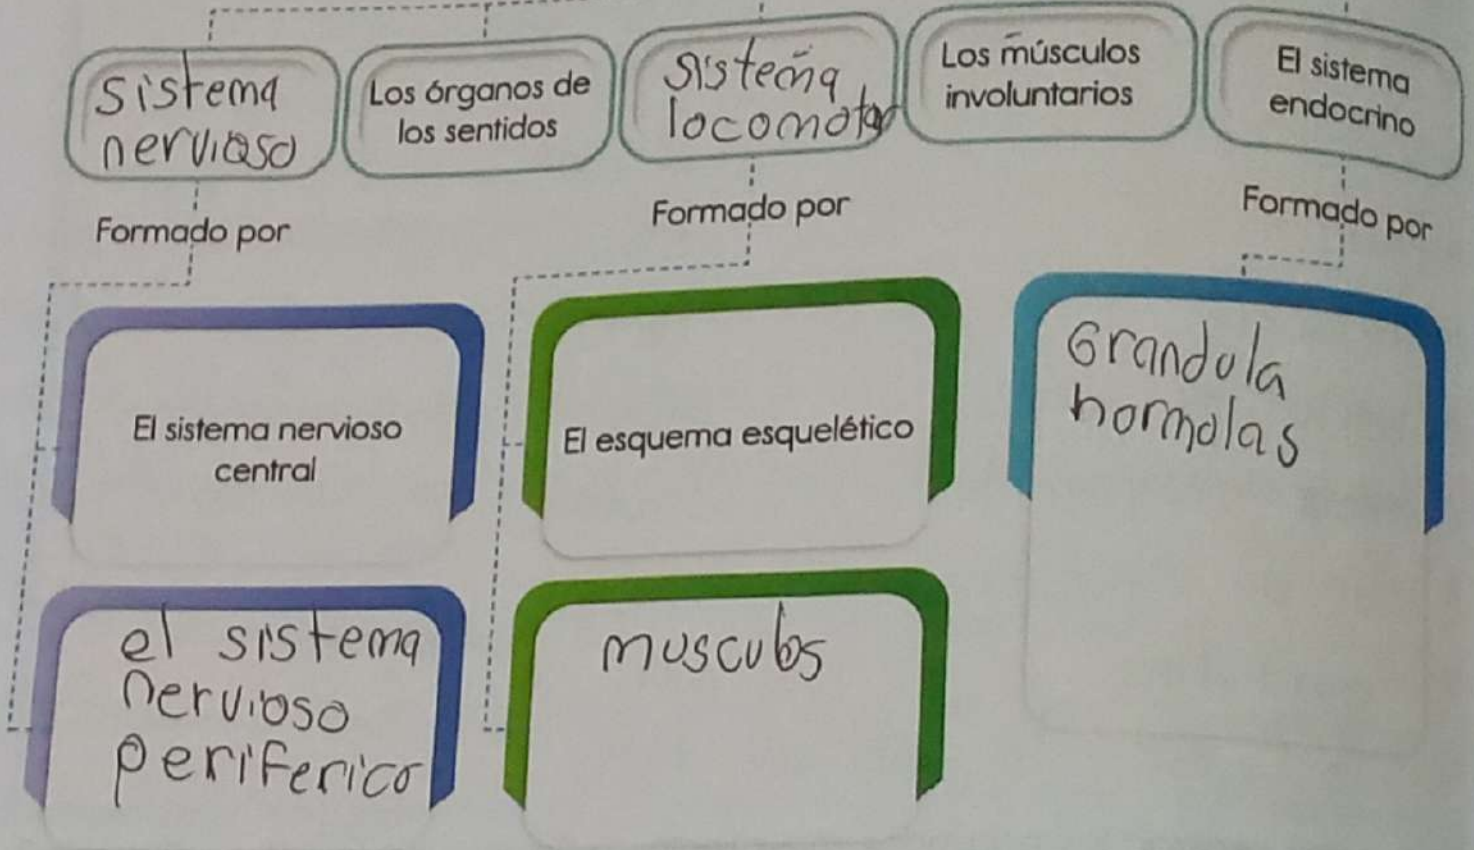 sistema
nervioso
Los órganos de
los sentidos
sistema
locomotor
Los músculos
involuntarios
El sistema
endocrino
Formado por
Formado por
Formado por
El sistema nervioso
central
El esquema esquelético
Grandula
hormolas
el sistema
nervioso
periferico
musculos